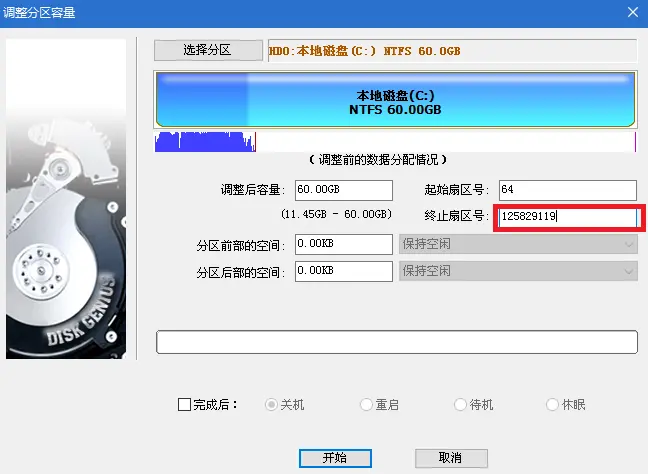 调整分区容量
选择分区
HD0:本地磁盘(C:) NTFS 60.0GB
本地磁盘(C:)
NTFS 60.00GB
(调整前的数据分配情况)
调整后容量: 60.00GB 起始扇区号: 64
(11.45GB - 60.00GB) 终止扇区号: 125829119
分区前部的空间: 0.00KB 保持空闲
分区后部的空间: 0.00KB 保持空闲
DISK GENIUS
完成后: 关机 重启 待机 休眠
开始 取消